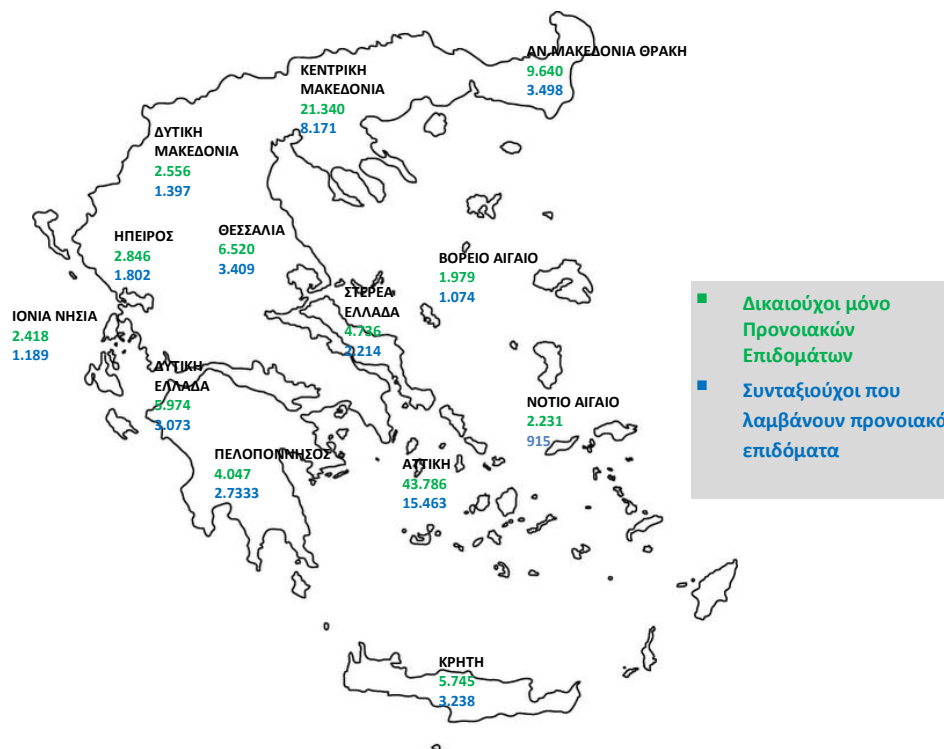 ΑΝ.ΜΑΚΕΔΟΝΙΑ ΘΡΑΚΗ
9.640
3.498
ΚΕΝΤΡΙΚΗ
ΜΑΚΕΔΟΝΙΑ
21.340
8.171
ΔΥΤΙΚΗ
ΜΑΚΕΔΟΝΙΑ
2.556
1.397
ΗΠΕΙΡΟΣ
2.846
1.802
ΘΕΣΣΑΛΙΑ
6.520
3.409
ΒΟΡΕΙΟ ΑΙΓΑΙΟ
1.979
1.074
ΣΤΕΡΕΑ
ΕΛΛΑΔΑ
4.736
2.214
ΙΟΝΙΑ ΝΗΣΙΑ
2.418
1.189
ΔΥΤΙΚΗ
ΕΛΛΑΔΑ
5.974
3.073
ΝΟΤΙΟ ΑΙΓΑΙΟ
2.231
915
ΠΕΛΟΠΟΝΝΗΣΟΣ
4.047
2.7333
ΑΤΤΙΚΗ
43.786
15.463
ΚΡΗΤΗ
5.745
3.238
Δικαιούχοι μόνο
Προνοιακών
Επιδομάτων
Συνταξιούχοι που
λαμβάνουν προνοιακά
επιδόματα